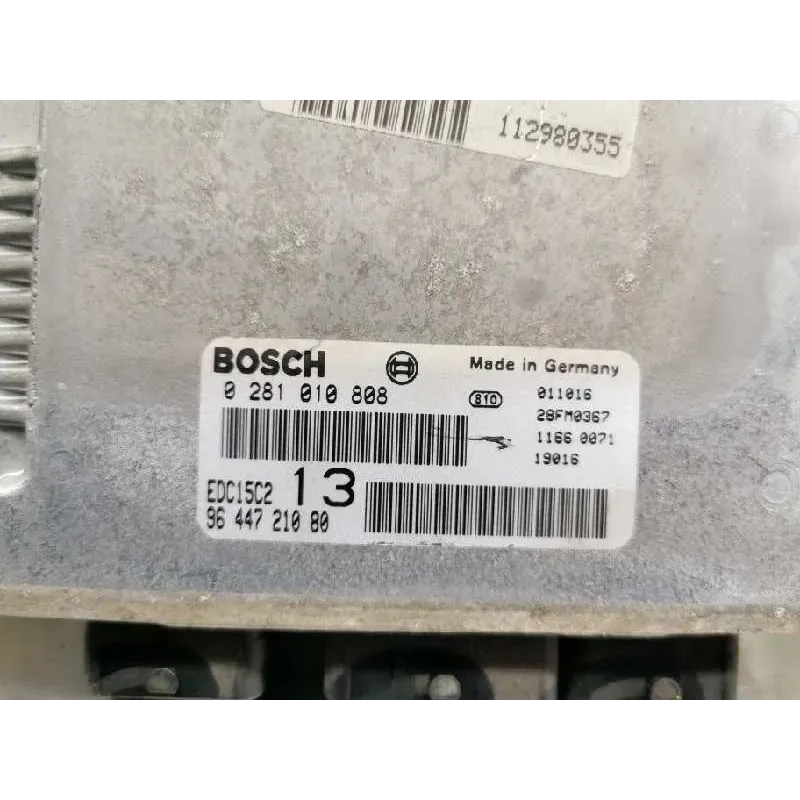 112980355
BOSCH
Made in Germany
0 281 010 808
810
011016
28FM0367
1166 0071
19016
EDC15C2 13
96 447 210 80